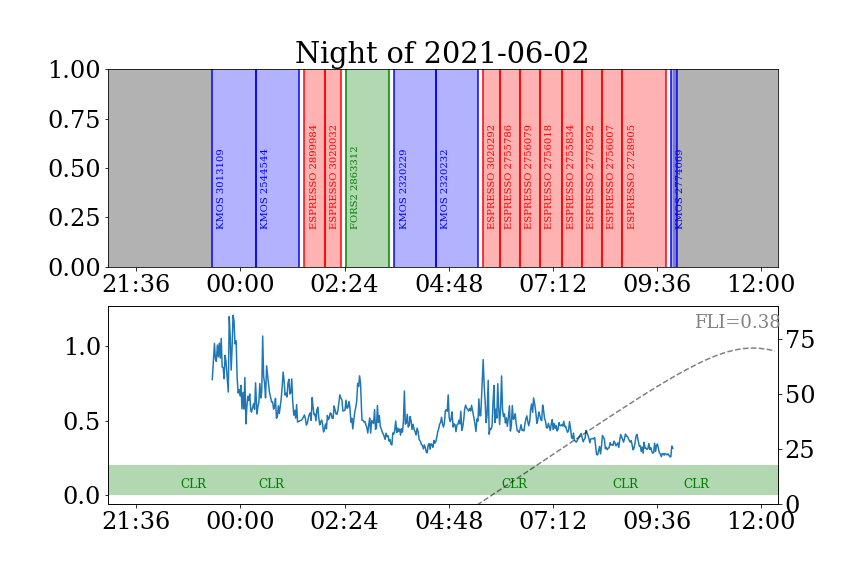 Night of 2021-06-02
1.00
0.75
0.50
0.25
0.00
KMOS 3013109
KMOS 2544544
ESPRESSO 2899984
ESPRESSO 3020032
FORS2 2863312
KMOS 2320229
KMOS 2320232
ESPRESSO 3020292
ESPRESSO 2755786
ESPRESSO 2756079
ESPRESSO 2756018
ESPRESSO 2755834
ESPRESSO 2776592
ESPRESSO 2756007
ESPRESSO 2728905
KMOS 2774069
21:36 00:00 02:24 04:48 07:12 09:36 12:00
FLI=0.38
1.0
0.5
0.0
75
50
25
0
CLR CLR CLR CLR CLR
21:36 00:00 02:24 04:48 07:12 09:36 12:00